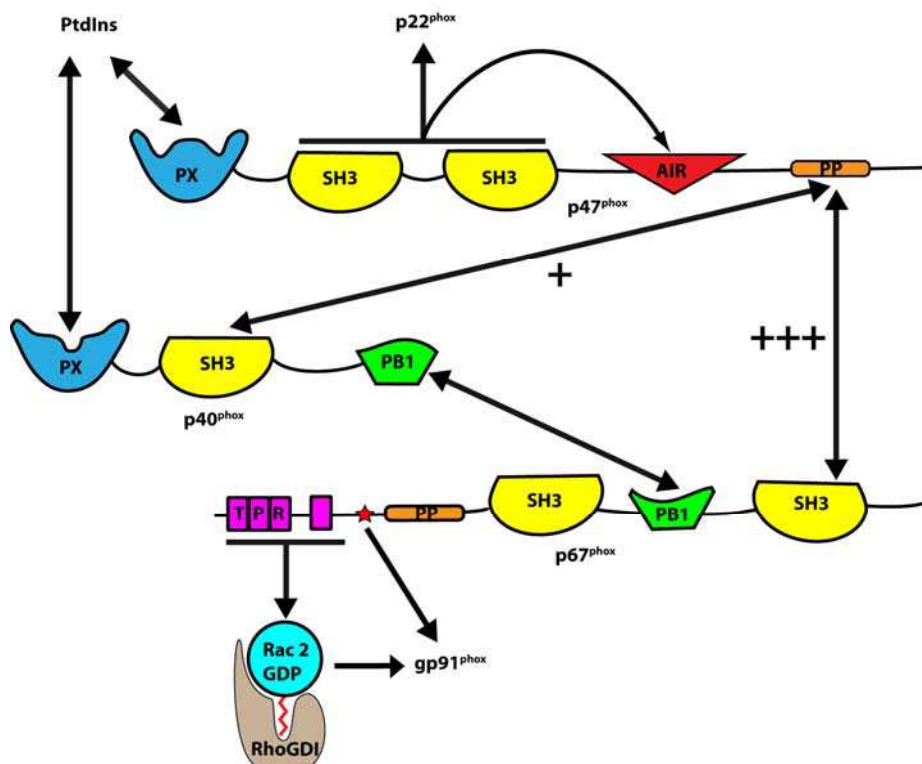 PtdIns
p22phox
PX
SH3
SH3
AIR
PP
p47phox
+
+++
PX
SH3
PB1
p40phox
T P R
PP
SH3
PB1
SH3
p67phox
Rac 2
GDP
gp91phox
RhoGDI